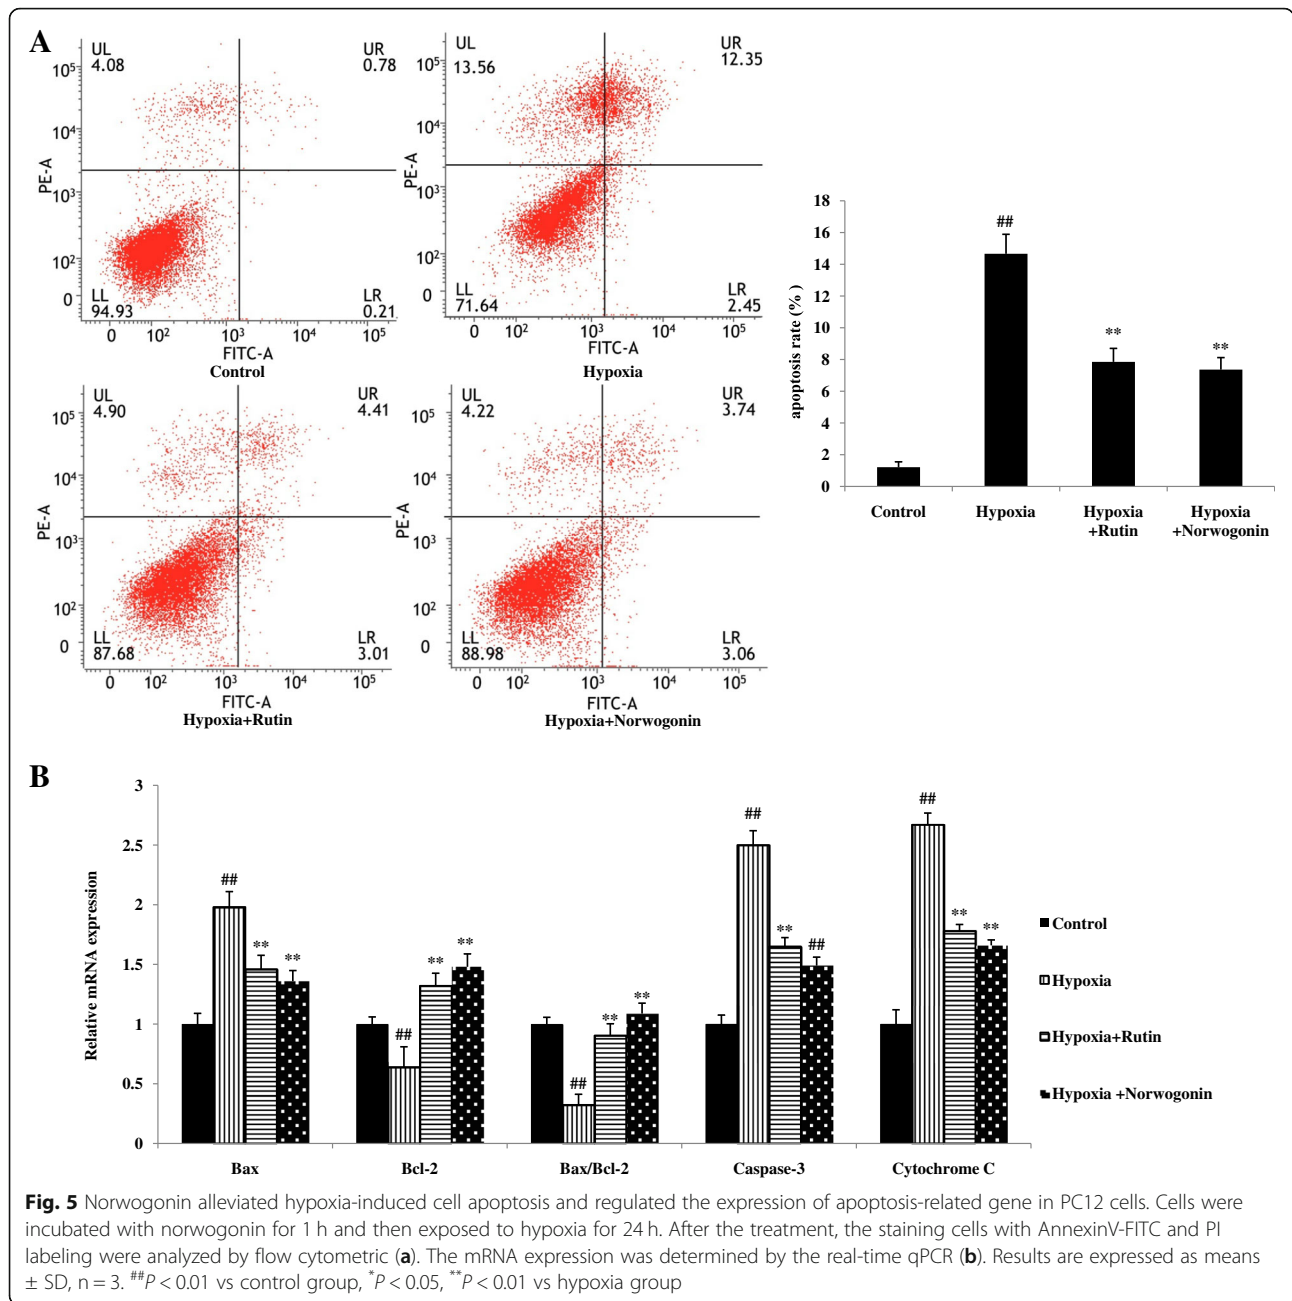 A
UL
4.08
UR
0.78
10^5
10^4
10^3
10^2
0
PE-A
LL
94.93
LR
0.21
0 10^2 10^3 10^4 10^5
FITC-A
Control
UL
13.56
UR
12.35
10^5
10^4
10^3
10^2
0
PE-A
LL
71.64
LR
2.45
0 10^2 10^3 10^4 10^5
FITC-A
Hypoxia
UL
4.90
UR
4.41
10^5
10^4
10^3
10^2
0
PE-A
LL
87.68
LR
3.01
0 10^2 10^3 10^4 10^5
FITC-A
Hypoxia+Rutin
UL
4.22
UR
3.74
10^5
10^4
10^3
10^2
0
PE-A
LL
88.98
LR
3.06
0 10^2 10^3 10^4 10^5
FITC-A
Hypoxia+Norwogonin
apoptosis rate (%)
18
16
14
12
10
8
6
4
2
0
##
**
**
Control Hypoxia Hypoxia Hypoxia
+Rutin +Norwogonin
B
Relative mRNA expression
3
2.5
2
1.5
1
0.5
0
## ** **
## ** **
## ** **
## ** ##
## ** **
Bax Bcl-2 Bax/Bcl-2 Caspase-3 Cytochrome C
Control
Hypoxia
Hypoxia+Rutin
Hypoxia +Norwogonin
Fig. 5 Norwogonin alleviated hypoxia-induced cell apoptosis and regulated the expression of apoptosis-related gene in PC12 cells. Cells were
incubated with norwogonin for 1 h and then exposed to hypoxia for 24 h. After the treatment, the staining cells with AnnexinV-FITC and PI
labeling were analyzed by flow cytometric (a). The mRNA expression was determined by the real-time qPCR (b). Results are expressed as means
± SD, n = 3. ##P < 0.01 vs control group, *P < 0.05, **P < 0.01 vs hypoxia group